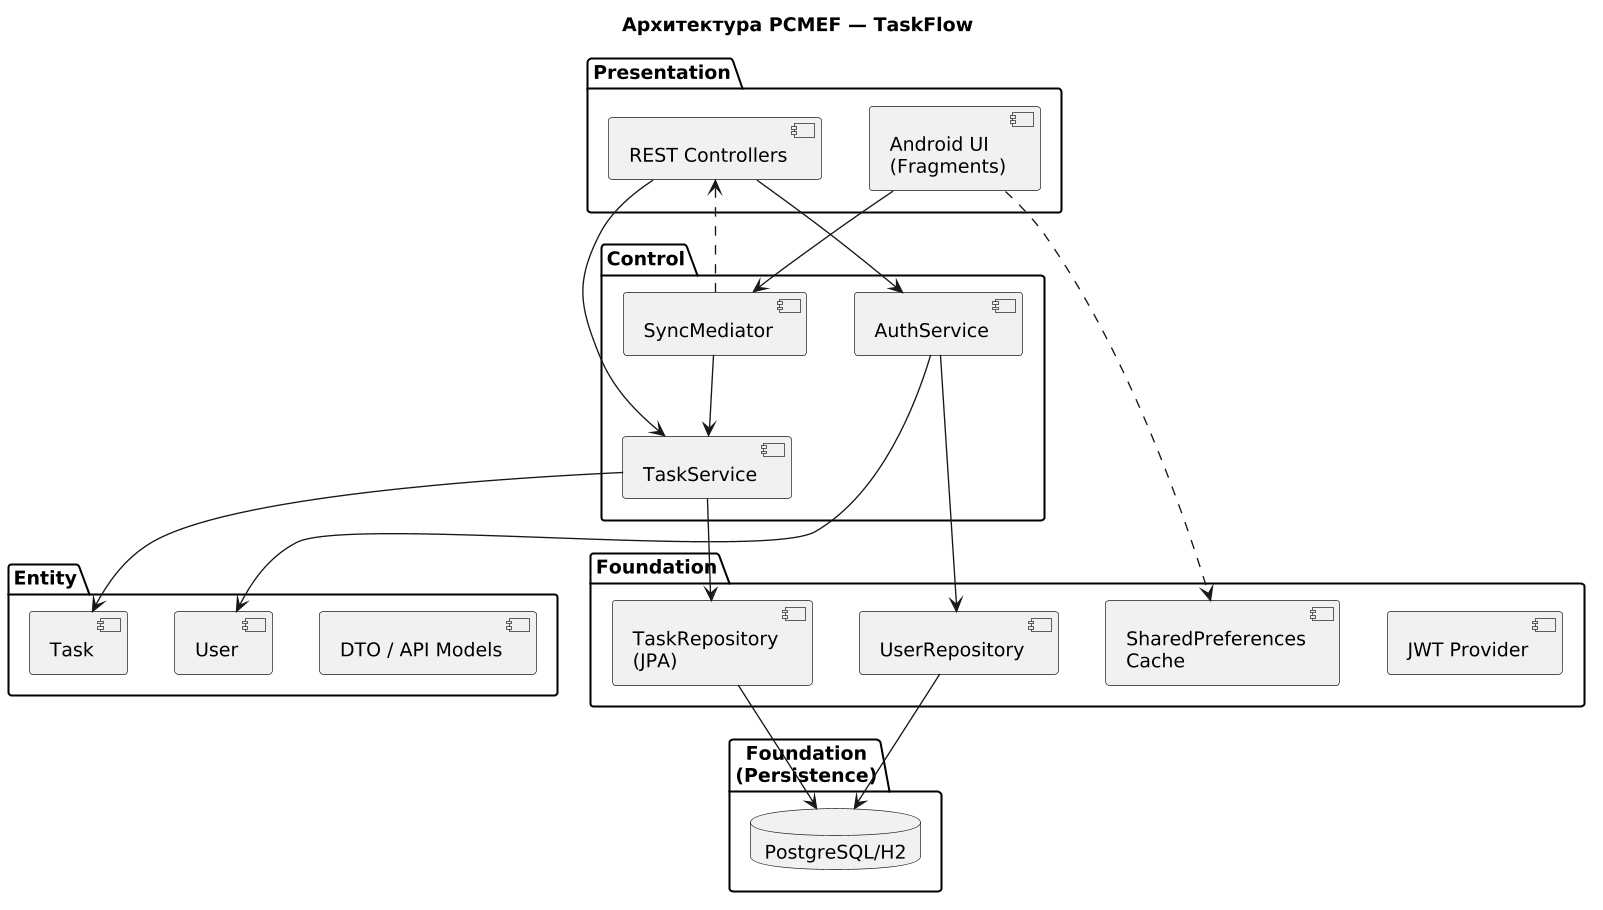 Архитектура PCMEF — TaskFlow
Presentation
REST Controllers
Android UI
(Fragments)
Control
SyncMediator
AuthService
TaskService
Entity
Task
User
DTO / API Models
Foundation
TaskRepository
(JPA)
UserRepository
SharedPreferences
Cache
JWT Provider
Foundation
(Persistence)
PostgreSQL/H2